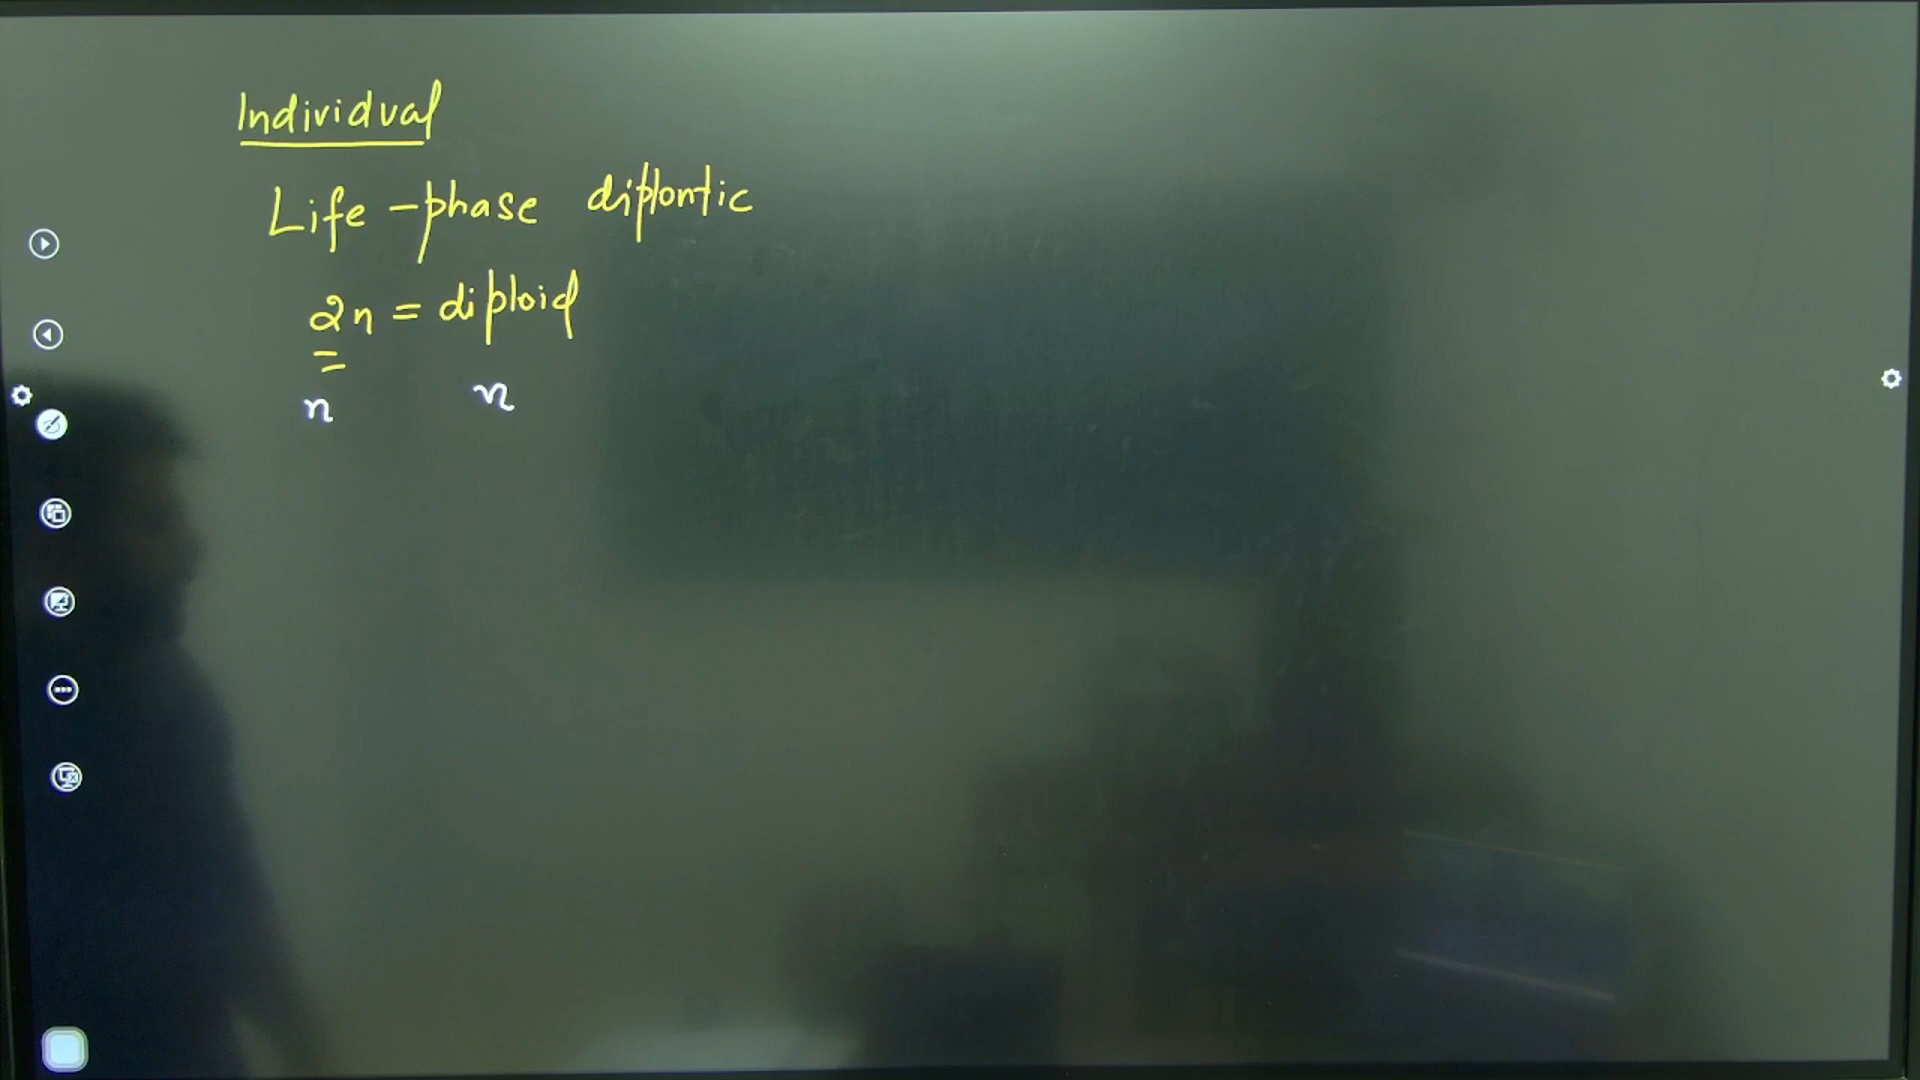 Individual
Life-phase diplontic
2n = diploid
n n